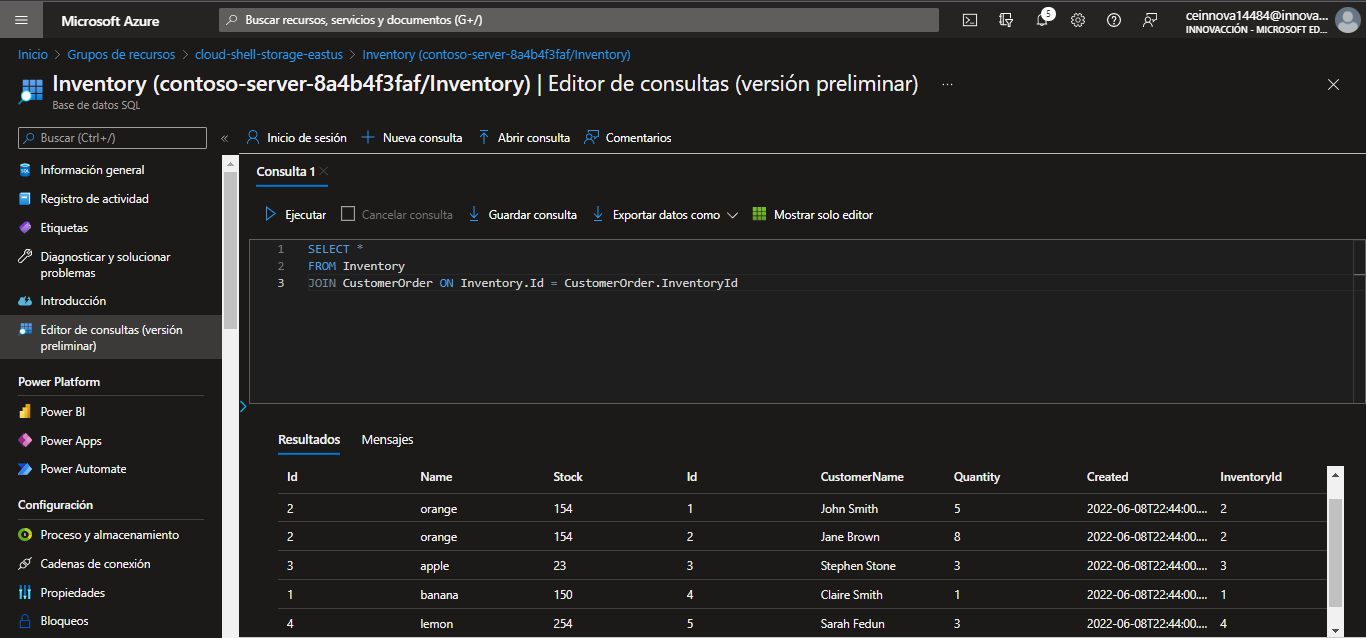 Microsoft Azure
Buscar recursos, servicios y documentos (G+/)
5
ceinnova14484@innova...
INNOVACCIÓN - MICROSOFT ED...
Inicio > Grupos de recursos > cloud-shell-storage-eastus > Inventory (contoso-server-8a4b4f3faf/Inventory)
Inventory (contoso-server-8a4b4f3faf/Inventory) | Editor de consultas (versión preliminar) ...
Base de datos SQL
Buscar (Ctrl+/)
«
Inicio de sesión
Nueva consulta
Abrir consulta
Comentarios
Información general
Registro de actividad
Etiquetas
Diagnosticar y solucionar
problemas
Introducción
Editor de consultas (versión
preliminar)
Power Platform
Power BI
Power Apps
Power Automate
Configuración
Proceso y almacenamiento
Cadenas de conexión
Propiedades
Bloqueos
Consulta 1
Ejecutar
Cancelar consulta
Guardar consulta
Exportar datos como
Mostrar solo editor
1 SELECT *
2 FROM Inventory
3 JOIN CustomerOrder ON Inventory.Id = CustomerOrder.InventoryId
Resultados Mensajes
Id Name Stock Id CustomerName Quantity Created InventoryId
2 orange 154 1 John Smith 5 2022-06-08T22:44:00.... 2
2 orange 154 2 Jane Brown 8 2022-06-08T22:44:00.... 2
3 apple 23 3 Stephen Stone 3 2022-06-08T22:44:00.... 3
1 banana 150 4 Claire Smith 1 2022-06-08T22:44:00.... 1
4 lemon 254 5 Sarah Fedun 3 2022-06-08T22:44:00.... 4